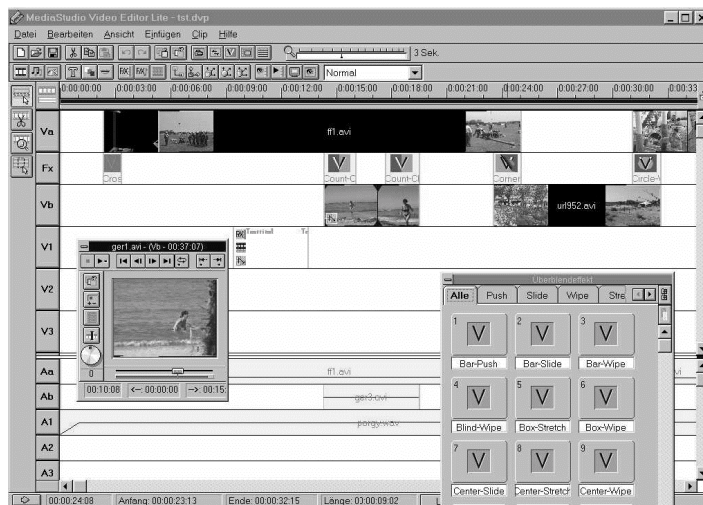 MediaStudio Video Editor Lite - tst.dvp
Datei Bearbeiten Ansicht Einfügen Clip Hilfe
3 Sek.
Normal
0:00:00:00 0:00:03:00 0:00:06:00 0:00:09:00 0:00:12:00 0:00:15:00 0:00:18:00 0:00:21:00 0:00:24:00 0:00:27:00 0:00:30:00 0:00:33
Va
ff1.avi
Fx
Cros
Count-C
Count-Cl
Corner
Circle-V
Vb
url952.avi
V1
V2
V3
ger1.avi - (Vb - 00:37:07)
0
00:10:08 <-: 00:00:00 ->: 00:15:
Überblendeffekt
Alle Push Slide Wipe Stre
1 V Bar-Push
2 V Bar-Slide
3 V Bar-Wipe
4 V Blind-Wipe
5 V Box-Stretch
6 V Box-Wipe
7 V Center-Slide
8 V Center-Stretch
9 V Center-Wipe
Aa
ff1.avi
Ab
ger3.avi
A1
porgy.wav
A2
A3
00:00:24:08 Anfang: 00:00:23:13 Ende: 00:00:32:15 Länge: 00:00:09:02